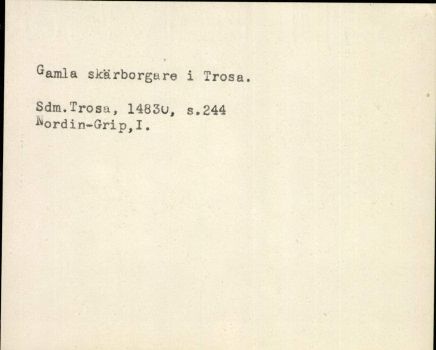 Gamla skärborgare i Trosa.
Sdm.Trosa, 14830, s.244
Nordin-Grip,I.